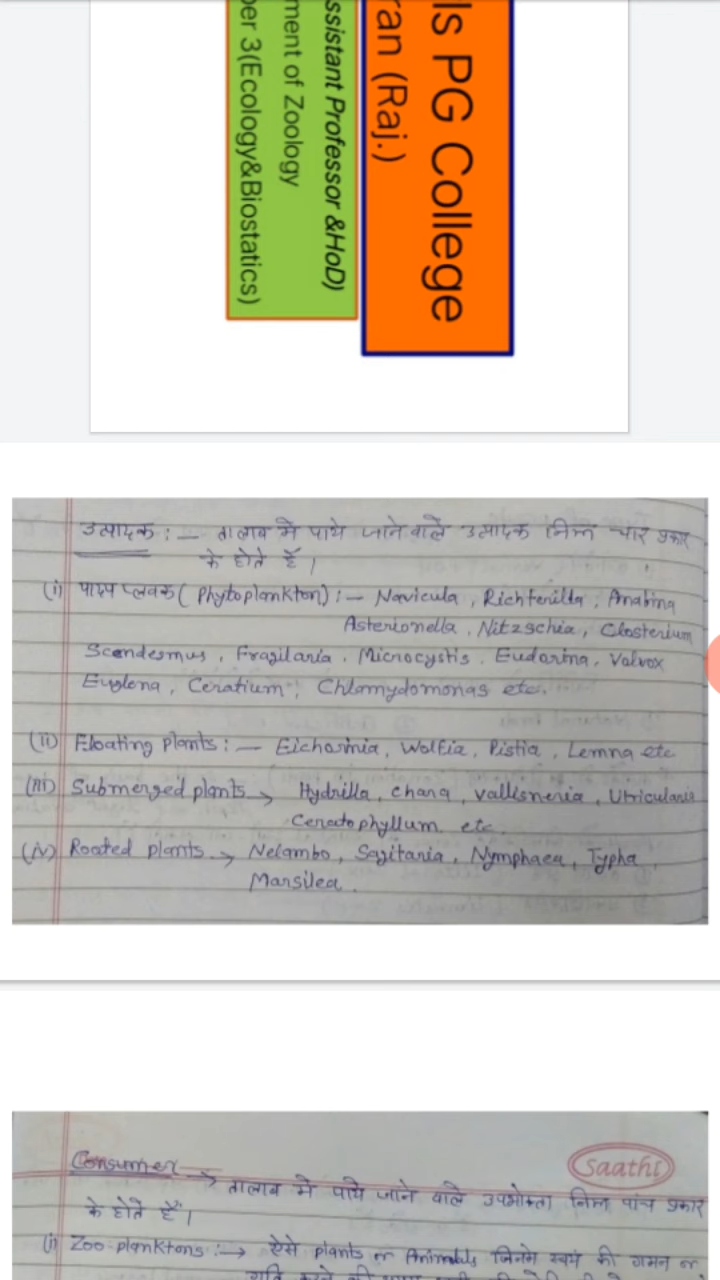 ls PG College
ran (Raj.)
ssistant Professor &HoD)
ment of Zoology
per 3(Ecology&Biostatics)
उत्पादक :— तालाब मे पाये जाने वाले उत्पादक निम्न चार प्रकार
के होते हैं।
(i) पादप प्लवक ( Phytoplankton) :— Navicula, Richterilla, Anabina
Asterionella, Nitzschia, Closterium
Scendesmus, Fragilaria, Microcystis, Eudorina, Volvox
Euglena, Ceratium, Chlamydomonas etc.
(ii) Floating plants :— Eichornia, Wolfia, Pistia, Lemna etc
(iii) Submerged plants → Hydrilla, chara, vallisneria, Utricularia
Ceratophyllum etc.
(iv) Rooted plants → Nelambo, Sagitaria, Nymphaea, Typha
Marsilea.
Saathi
Consumer → तालाब मे पाये जाने वाले उपभोक्ता निम्न पांच प्रकार
के होते हैं।
(i) Zoo-planktons :→ ऐसे plants or Animals जिनमे स्वयं की गमन or